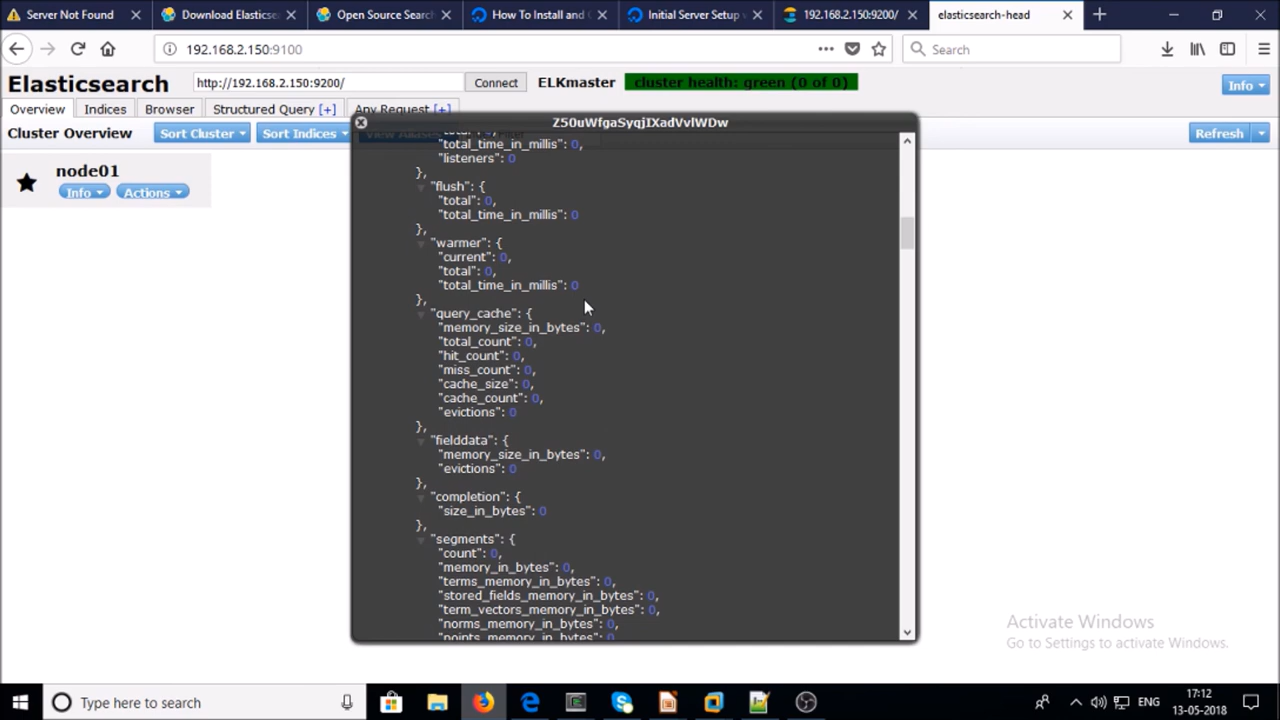 Server Not Found
Download Elasticse
Open Source Searc
How To Install and C
Initial Server Setup w
192.168.2.150:9200/
elasticsearch-head
192.168.2.150:9100
Search
Elasticsearch
http://192.168.2.150:9200/
Connect
ELKmaster
cluster health: green (0 of 0)
Info
Overview
Indices
Browser
Structured Query [+]
Any Request [+]
Cluster Overview
Sort Cluster
Sort Indices
View Aliases
Refresh
node01
Info
Actions
Z50uWfgaSyqjIXadVvlWDw
"total_time_in_millis": 0,
"listeners": 0
},
"flush": {
"total": 0,
"total_time_in_millis": 0
},
"warmer": {
"current": 0,
"total": 0,
"total_time_in_millis": 0
},
"query_cache": {
"memory_size_in_bytes": 0,
"total_count": 0,
"hit_count": 0,
"miss_count": 0,
"cache_size": 0,
"cache_count": 0,
"evictions": 0
},
"fielddata": {
"memory_size_in_bytes": 0,
"evictions": 0
},
"completion": {
"size_in_bytes": 0
},
"segments": {
"count": 0,
"memory_in_bytes": 0,
"terms_memory_in_bytes": 0,
"stored_fields_memory_in_bytes": 0,
"term_vectors_memory_in_bytes": 0,
"norms_memory_in_bytes": 0,
"points_memory_in_bytes": 0
Activate Windows
Go to Settings to activate Windows.
Type here to search
ENG
17:12
13-05-2018